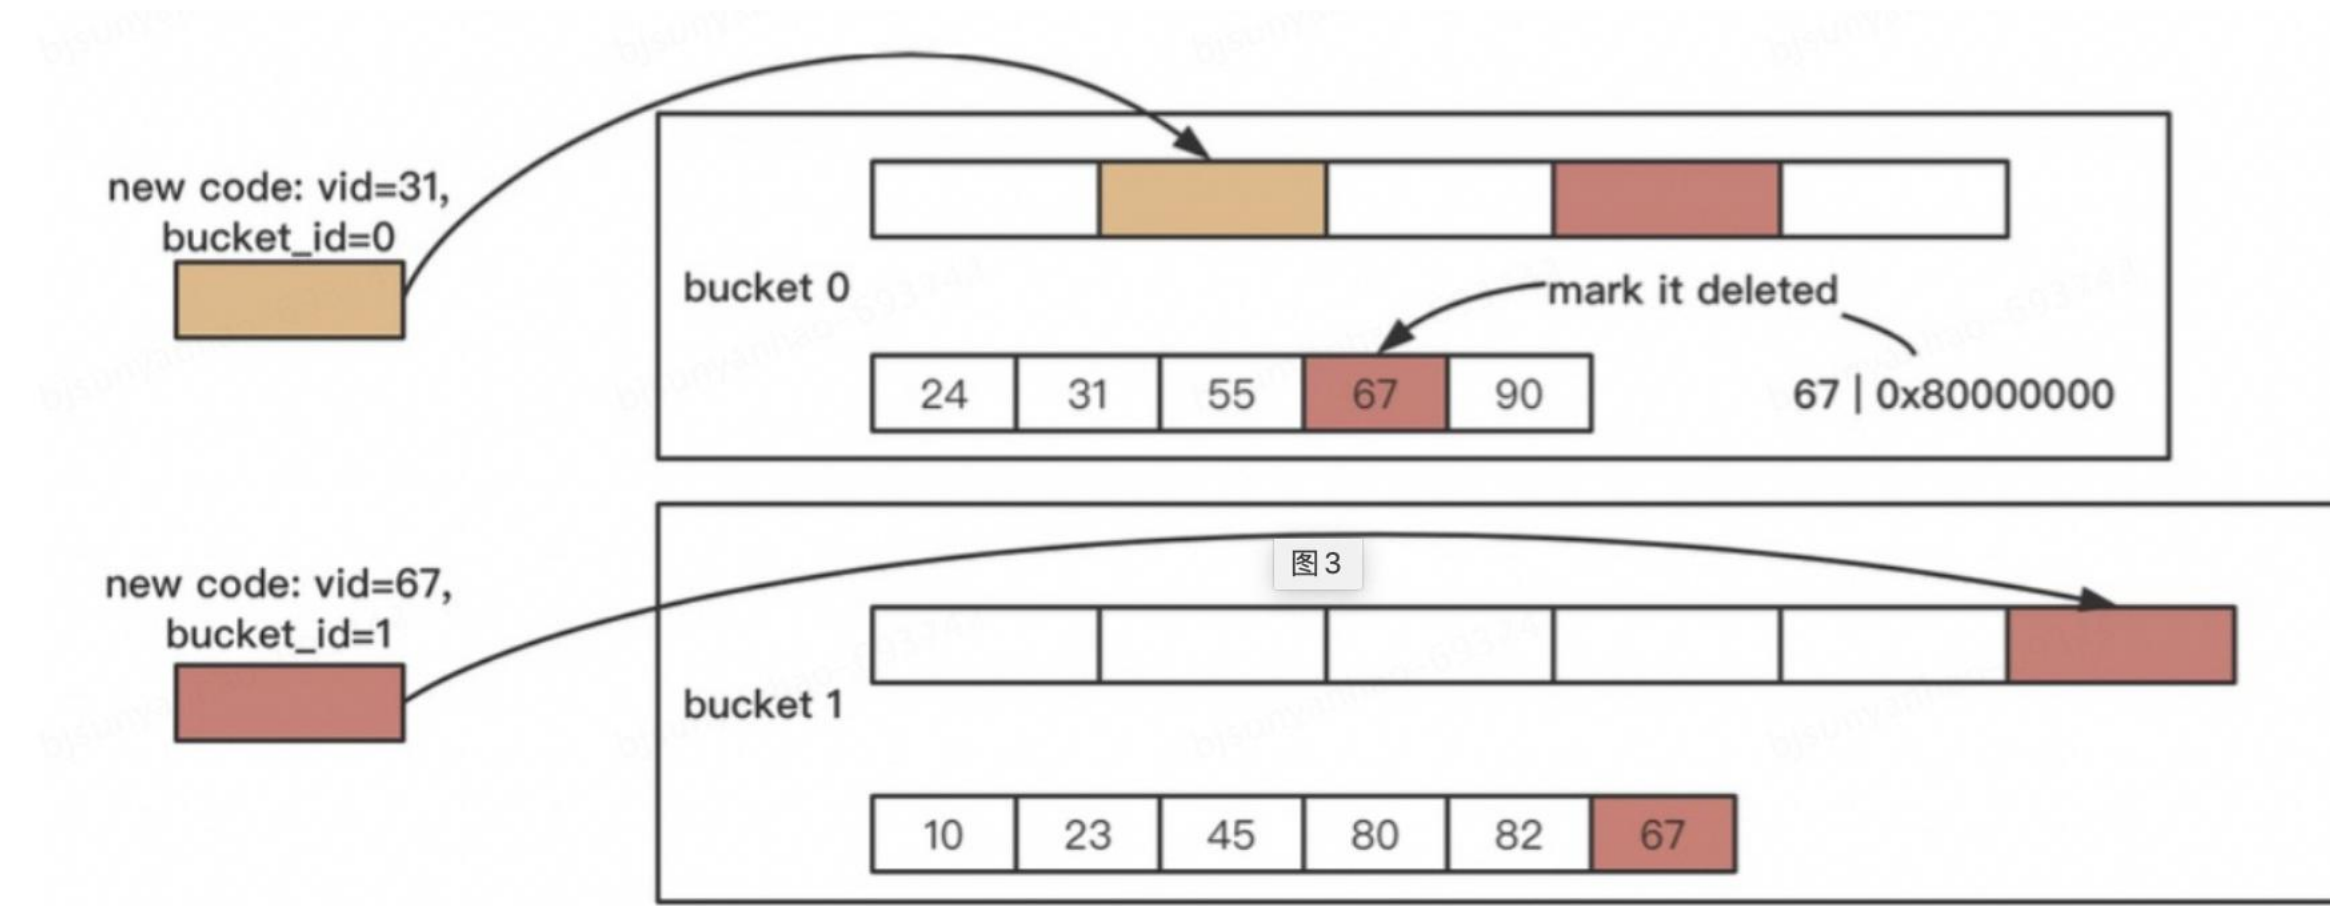 new code: vid=31,
bucket_id=0
bucket 0
mark it deleted
24 31 55 67 90
67 | 0x80000000
new code: vid=67,
bucket_id=1
图3
bucket 1
10 23 45 80 82 67